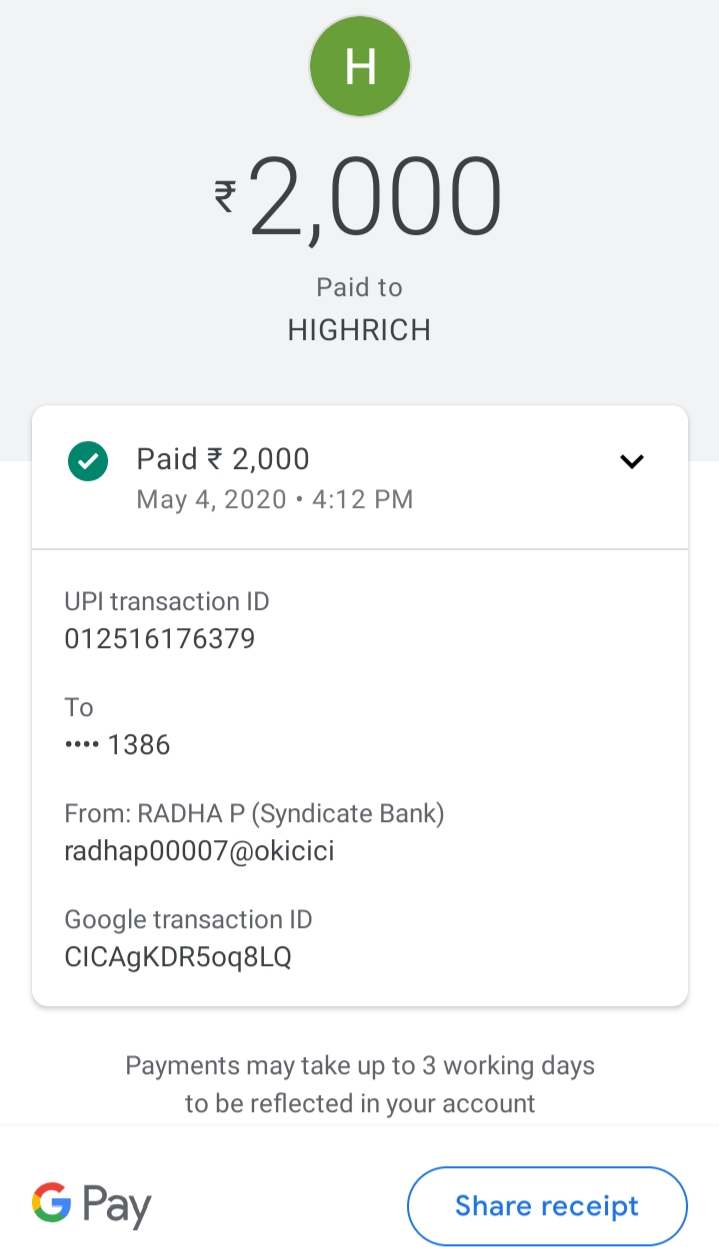 H
₹2,000
Paid to
HIGHRICH
Paid ₹ 2,000
May 4, 2020 • 4:12 PM
UPI transaction ID
012516176379
To
•••• 1386
From: RADHA P (Syndicate Bank)
radhap00007@okicici
Google transaction ID
CICAgKDR5oq8LQ
Payments may take up to 3 working days
to be reflected in your account
G Pay
Share receipt